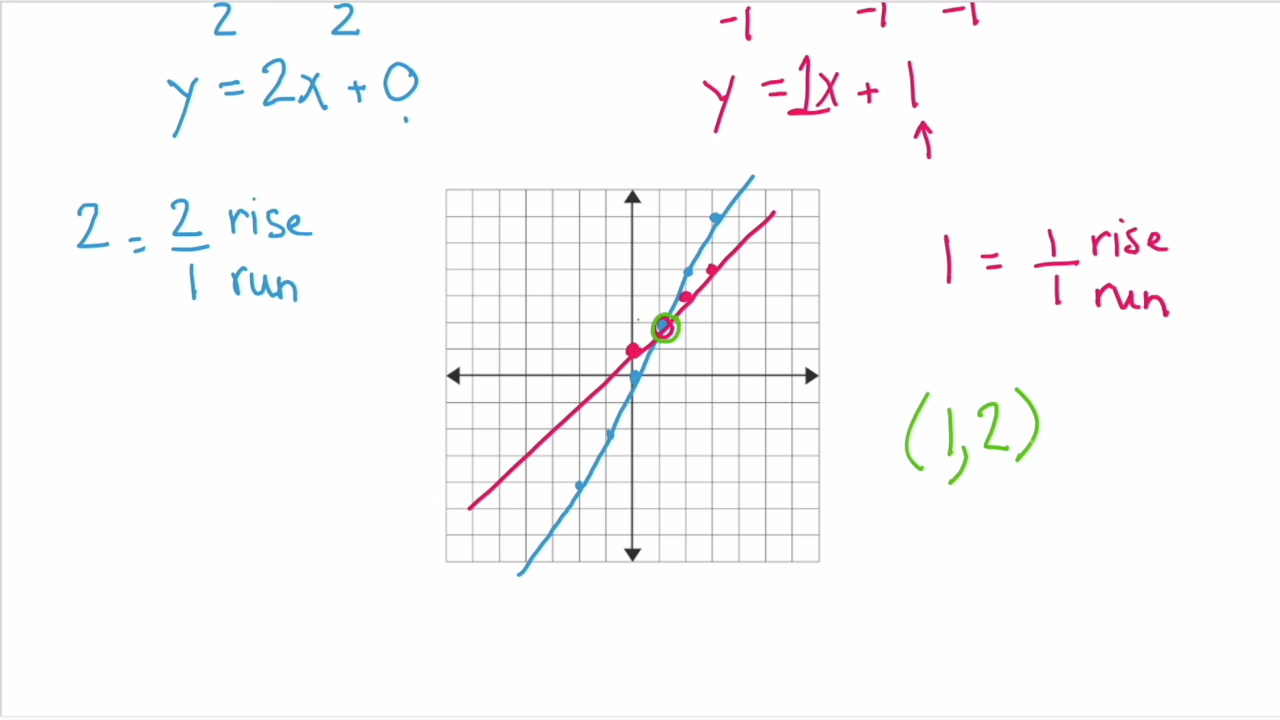 2 2
-1 -1 -1
y = 2x + 0
y = 1x + 1
2 = 2/1 rise/run
1 = 1/1 rise/run
(1,2)